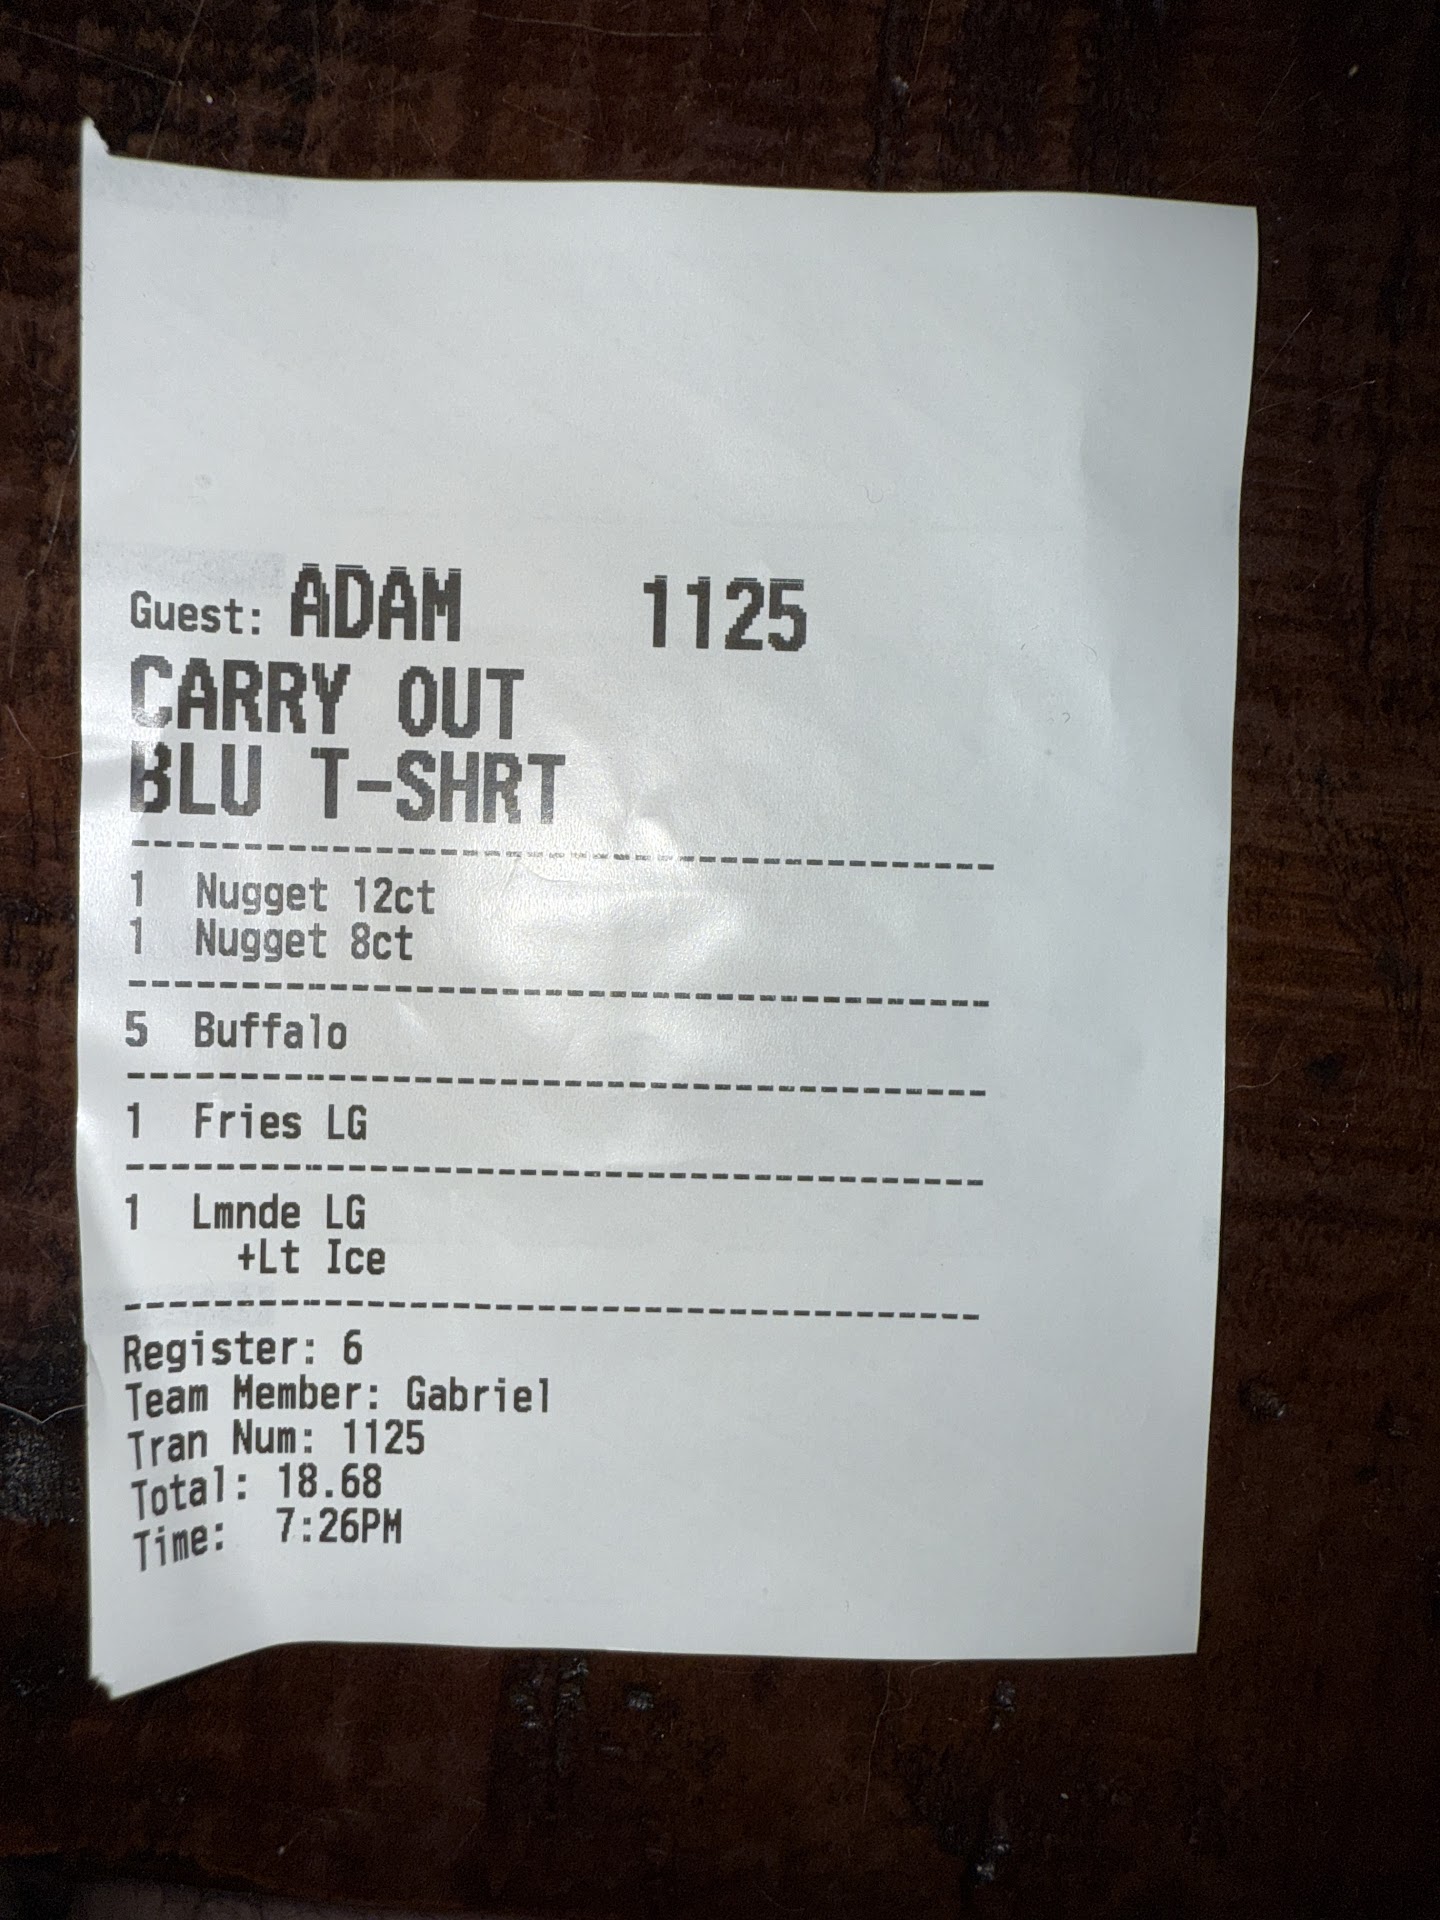 Guest: ADAM 1125
CARRY OUT
BLU T-SHRT
1 Nugget 12ct
1 Nugget 8ct
5 Buffalo
1 Fries LG
1 Lmnde LG
+Lt Ice
Register: 6
Team Member: Gabriel
Tran Num: 1125
Total: 18.68
Time: 7:26PM